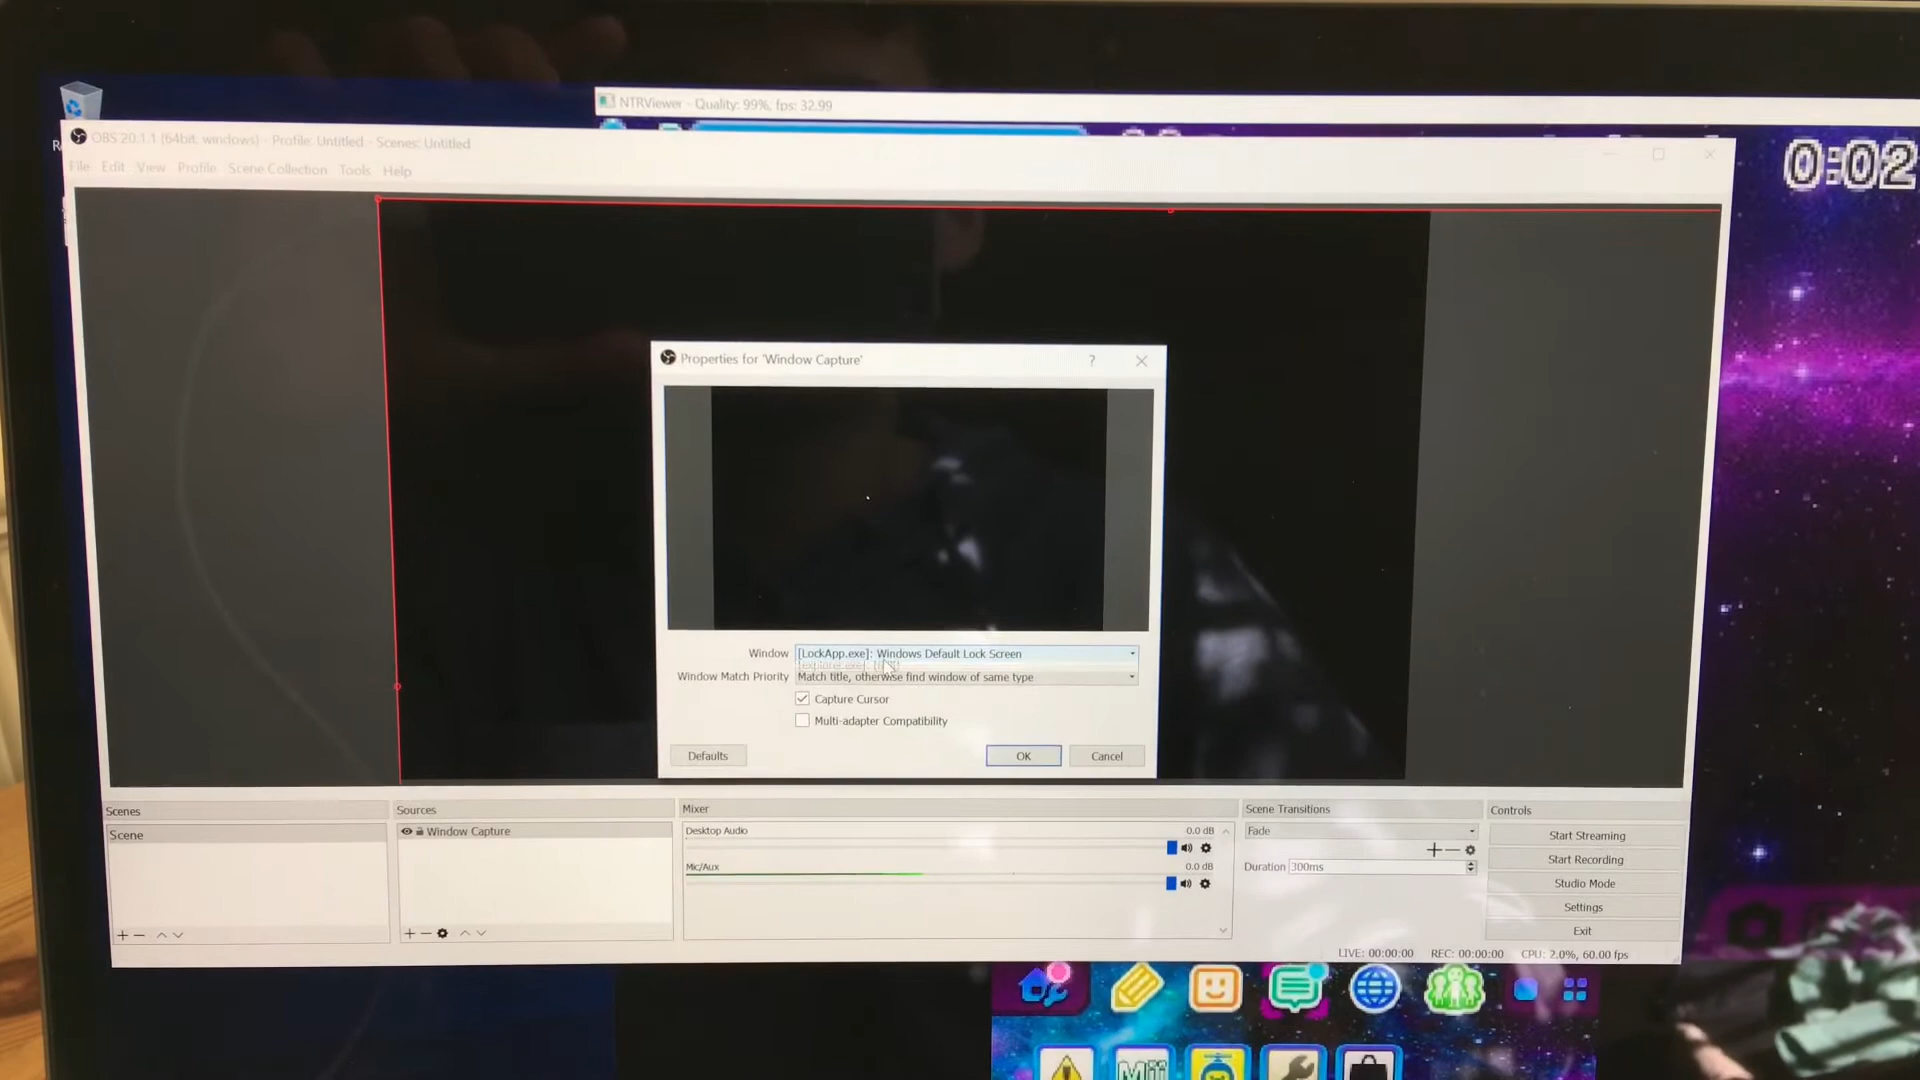 NTRViewer - Quality: 99%, fps: 32.99
OBS 20.1.1 (64bit, windows) - Profile: Untitled - Scenes: Untitled
File Edit View Profile Scene Collection Tools Help
0:02
Properties for 'Window Capture'
?
Window [LockApp.exe]: Windows Default Lock Screen
Window Match Priority Match title, otherwise find window of same type
Capture Cursor
Multi-adapter Compatibility
Defaults OK Cancel
Scenes Sources Mixer Scene Transitions Controls
Scene
Window Capture
Desktop Audio 0.0 dB
Mic/Aux 0.0 dB
Fade
Duration 300ms
Start Streaming
Start Recording
Studio Mode
Settings
Exit
LIVE: 00:00:00 REC: 00:00:00 CPU: 2.0%, 60.00 fps
Mii